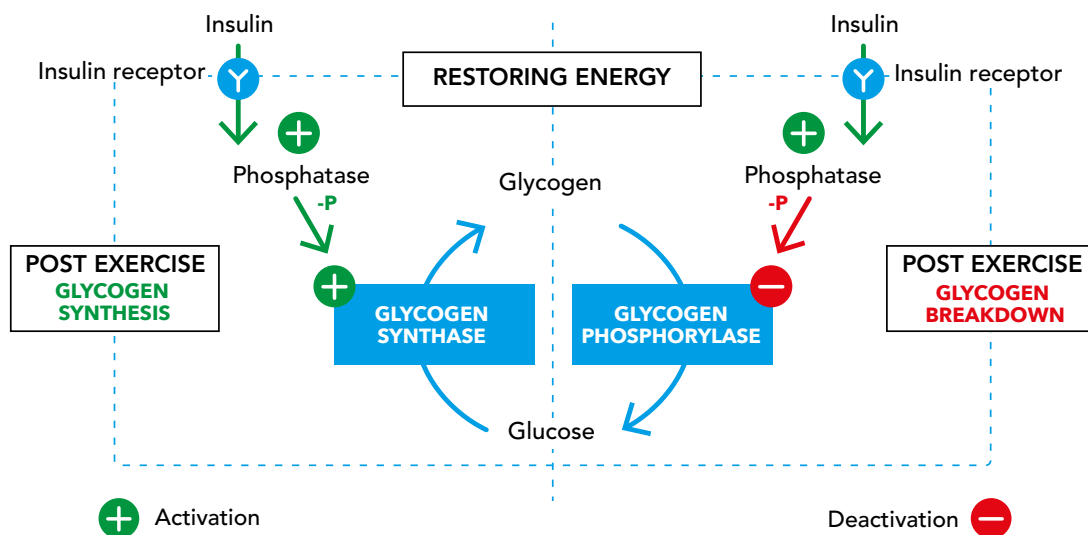 Insulin
Insulin
Insulin receptor
RESTORING ENERGY
Insulin receptor
Phosphatase
Glycogen
Phosphatase
-P
-P
POST EXERCISE
GLYCOGEN
SYNTHESIS
GLYCOGEN
SYNTHASE
GLYCOGEN
PHOSPHORYLASE
POST EXERCISE
GLYCOGEN
BREAKDOWN
Glucose
Activation
Deactivation